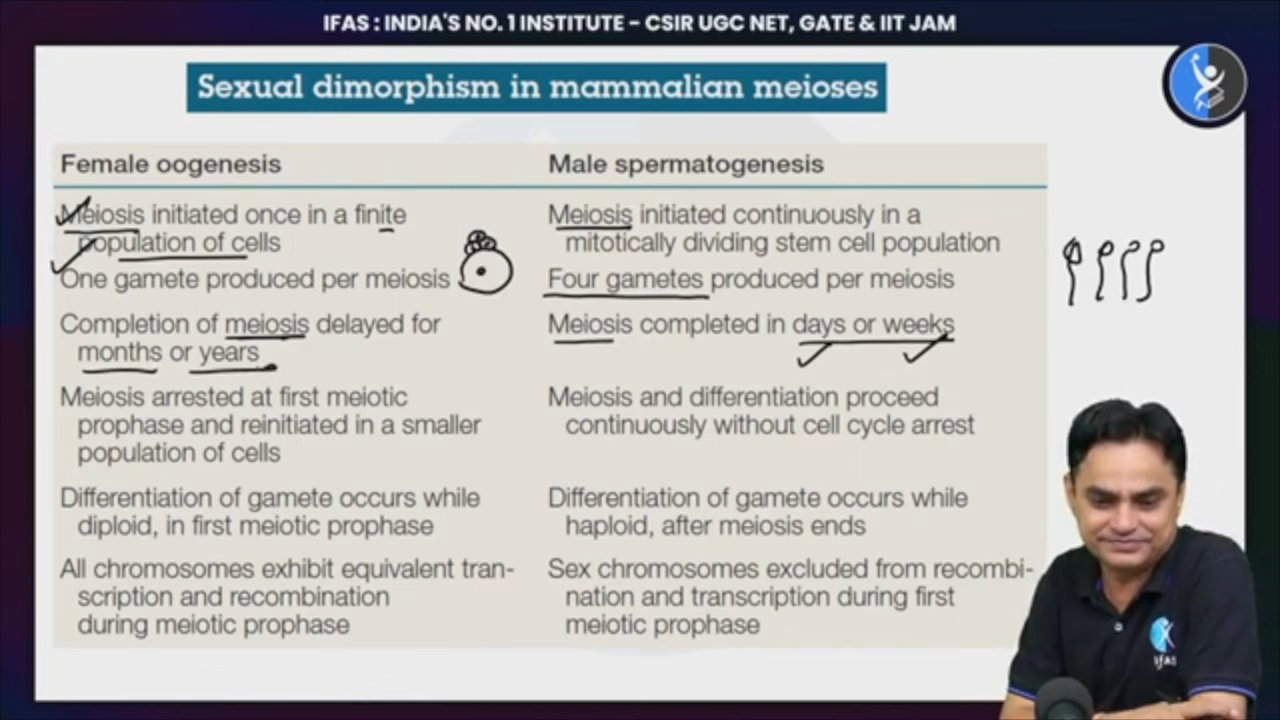 IFAS : INDIA'S NO. 1 INSTITUTE – CSIR UGC NET, GATE & IIT JAM
Sexual dimorphism in mammalian meioses
Female oogenesis
Meiosis initiated once in a finite
population of cells
One gamete produced per meiosis
Completion of meiosis delayed for
months or years
Meiosis arrested at first meiotic
prophase and reinitiated in a smaller
population of cells
Differentiation of gamete occurs while
diploid, in first meiotic prophase
All chromosomes exhibit equivalent tran-
scription and recombination
during meiotic prophase
Male spermatogenesis
Meiosis initiated continuously in a
mitotically dividing stem cell population
Four gametes produced per meiosis
Meiosis completed in days or weeks
Meiosis and differentiation proceed
continuously without cell cycle arrest
Differentiation of gamete occurs while
haploid, after meiosis ends
Sex chromosomes excluded from recombi-
nation and transcription during first
meiotic prophase
iFAS